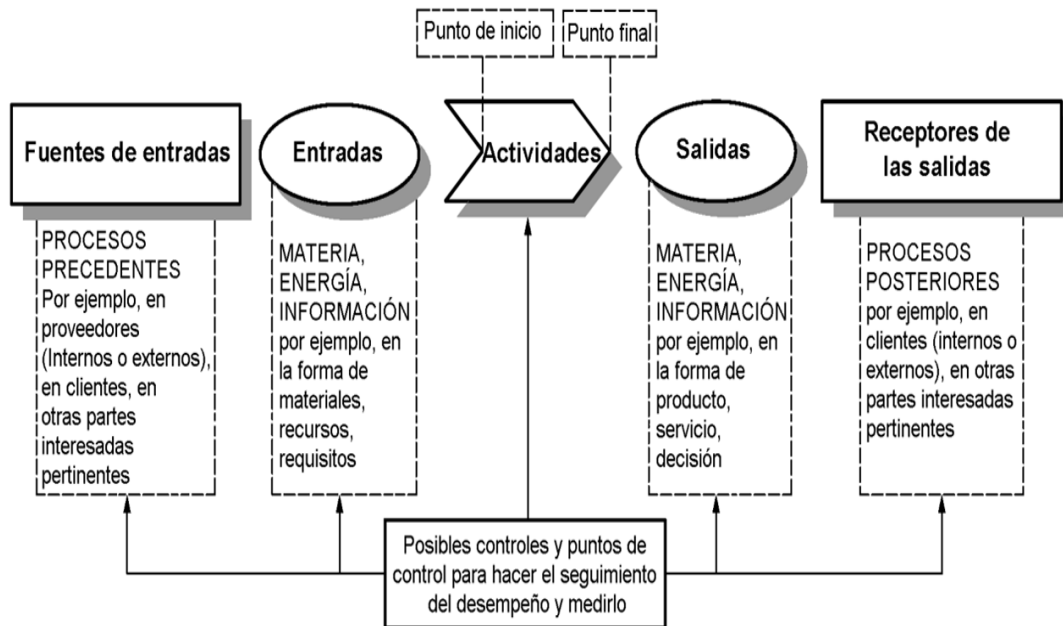 Punto de inicio
Punto final
Fuentes de entradas
Entradas
Actividades
Salidas
Receptores de
las salidas
PROCESOS
PRECEDENTES
Por ejemplo, en
proveedores
(Internos o externos),
en clientes, en
otras partes
interesadas
pertinentes
MATERIA,
ENERGÍA,
INFORMACIÓN
por ejemplo, en
la forma de
materiales,
recursos,
requisitos
MATERIA,
ENERGÍA,
INFORMACIÓN
por ejemplo, en
la forma de
producto,
servicio,
decisión
PROCESOS
POSTERIORES
por ejemplo, en
clientes (internos o
externos), en otras
partes interesadas
pertinentes
Posibles controles y puntos de
control para hacer el seguimiento
del desempeño y medirlo